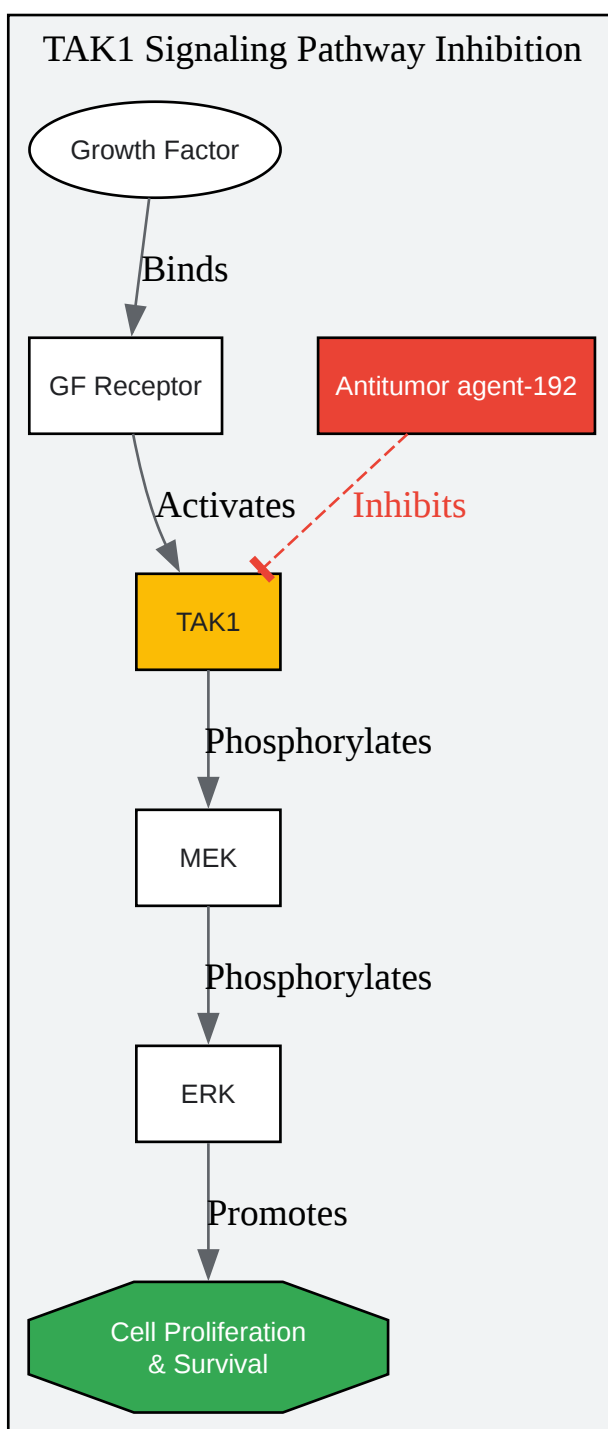 TAK1 Signaling Pathway Inhibition
Growth Factor
Binds
GF Receptor
Antitumor agent-192
Activates
Inhibits
TAK1
Phosphorylates
MEK
Phosphorylates
ERK
Promotes
Cell Proliferation
& Survival